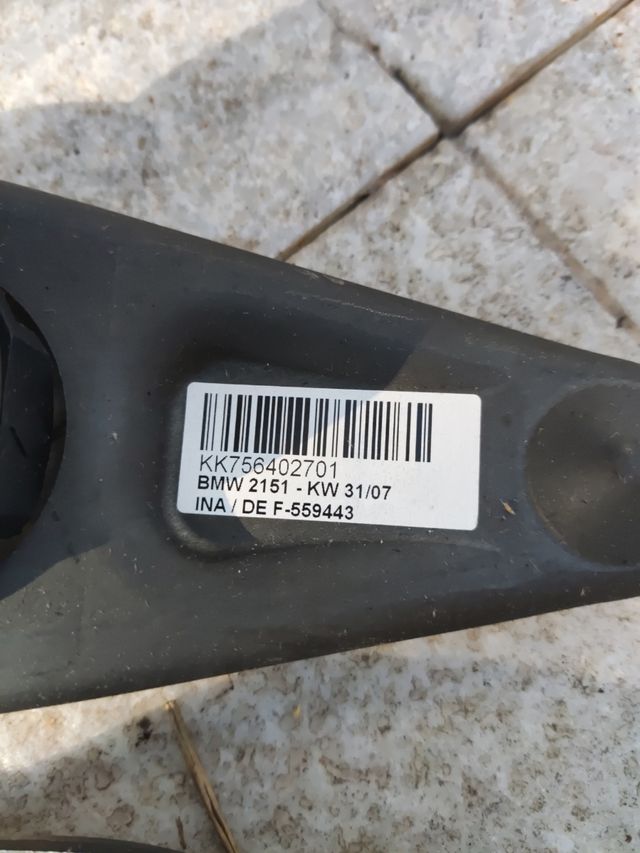 KK756402701
BMW 2151 - KW 31/07
INA / DE F-559443